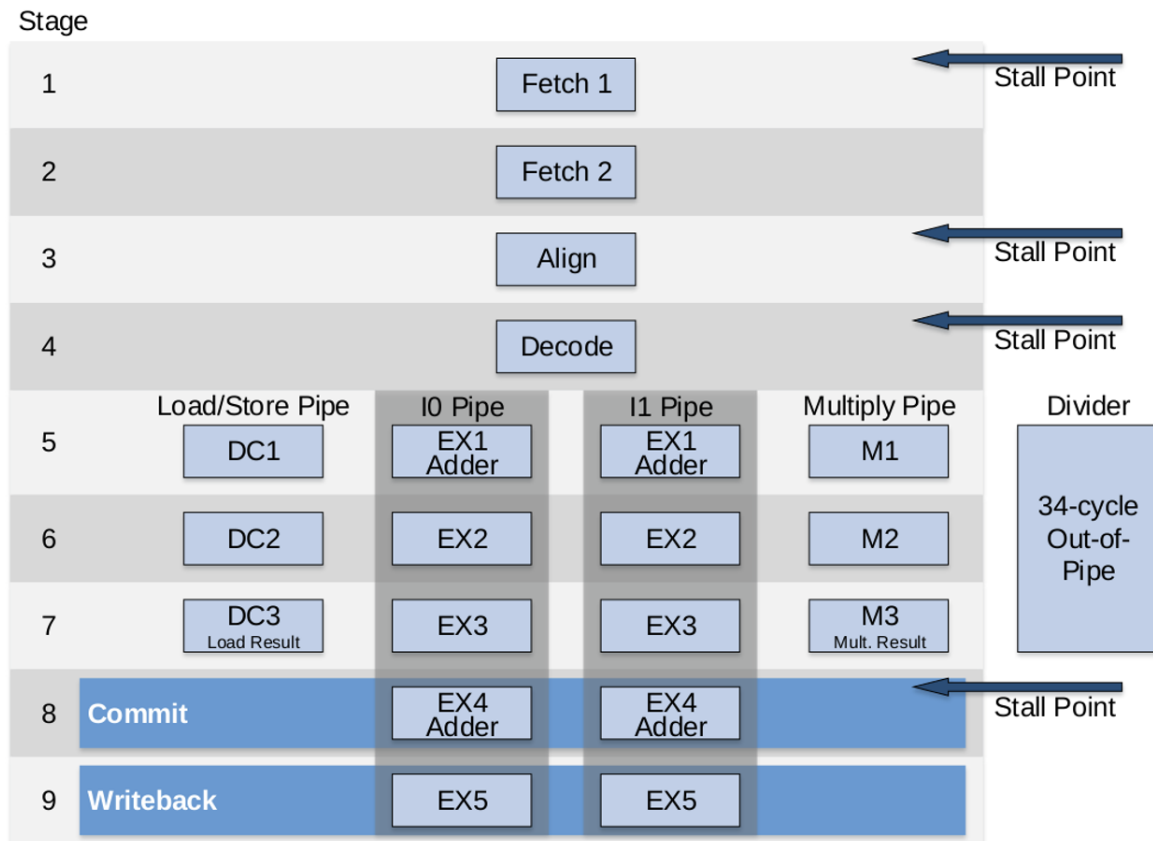 Stage
1
Fetch 1
Stall Point
2
Fetch 2
3
Align
Stall Point
4
Decode
Stall Point
Load/Store Pipe
I0 Pipe
I1 Pipe
Multiply Pipe
Divider
5
DC1
EX1
Adder
EX1
Adder
M1
34-cycle
Out-of-
Pipe
6
DC2
EX2
EX2
M2
7
DC3
Load Result
EX3
EX3
M3
Mult. Result
8
Commit
EX4
Adder
EX4
Adder
Stall Point
9
Writeback
EX5
EX5